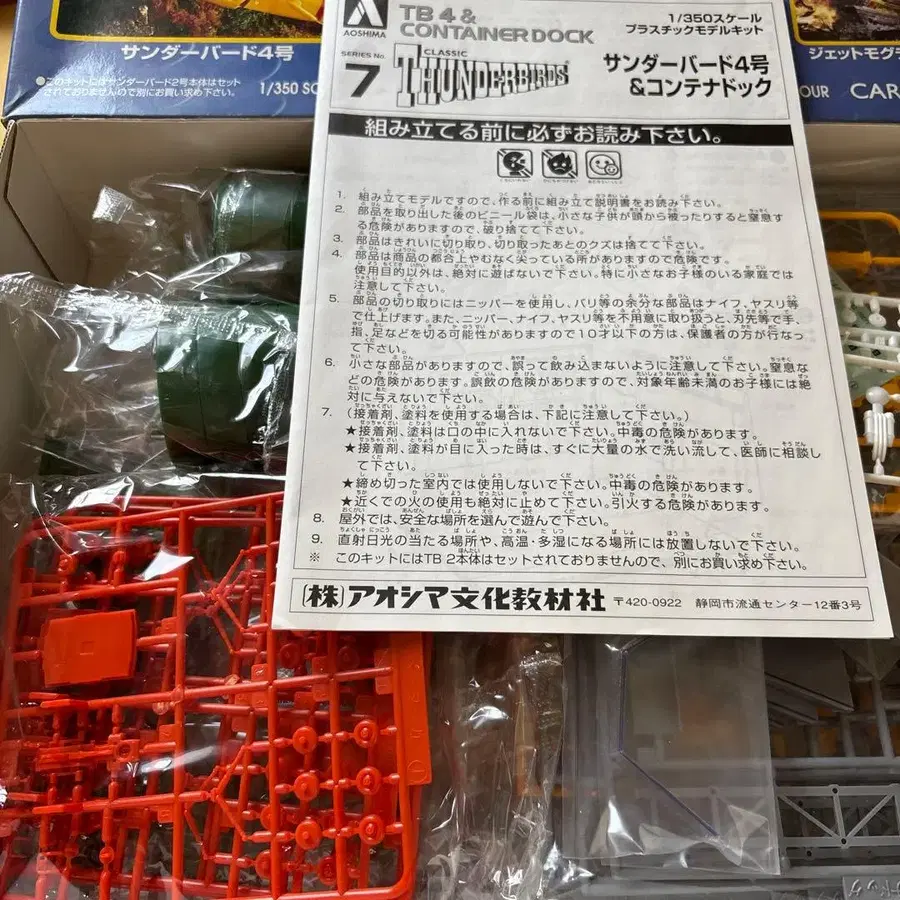 サンダーバード4号
●このキットにはサンダーバード2号本体はセット
されておりませんので別にお買い求め下さい。
1/350 SC
ジェットモグラ
OUR
CAR
AOSHIMA
TB 4 &
CONTAINER DOCK
SERIES No.
7
CLASSIC
THUNDERBIRDS
1/350スケール
プラスチックモデルキット
サンダーバード4号
&コンテナドック
組み立てる前に必ずお読み下さい。
1. 組み立てモデルですので、作る前に組み立て説明書をお読み下さい。
2. 部品を取り出した後のビニール袋は、小さな子供が頭から被ったりすると窒息す
る危険がありますので、破り捨てて下さい。
3. 部品はきれいに切り取り、切り取ったあとのクズは捨てて下さい。
4. 部品は商品の都合上やむなく尖っている所がありますので危険です。
使用目的以外は、絶対に遊ばないで下さい。特に小さなお子様のいる家庭では
注意して下さい。
5. 部品の切り取りにはニッパーを使用し、バリ等の余分な部品はナイフ、ヤスリ等
で仕上げます。また、ニッパー、ナイフ、ヤスリ等を不用意に取り扱うと、刃先等で手、
指、足などを切る可能性がありますので10才以下の方は、保護者の方が行なっ
て下さい。
6. 小さな部品がありますので、誤って飲み込まないように注意して下さい。窒息な
どの危険があります。誤飲の危険がありますので、対象年齢未満のお子様には絶
対に与えないで下さい。
7. (接着剤、塗料を使用する場合は、下記に注意して下さい。)
★接着剤、塗料は口の中に入れないで下さい。中毒の危険があります。
★接着剤、塗料が目に入った時は、すぐに大量の水で洗い流して、医師に相談し
て下さい。
★締め切った室内では使用しないで下さい。中毒の危険があります。
★近くでの火の使用も絶対に止めて下さい。引火する危険があります。
8. 屋外では、安全な場所を選んで遊んで下さい。
9. 直射日光の当たる場所や、高温・多湿になる場所には放置しないで下さい。
※ このキットにはTB2本体はセットされておりませんので、別にお買い求め下さい。
(株)アオシマ文化教材社 〒420-0922 静岡市流通センター12番3号